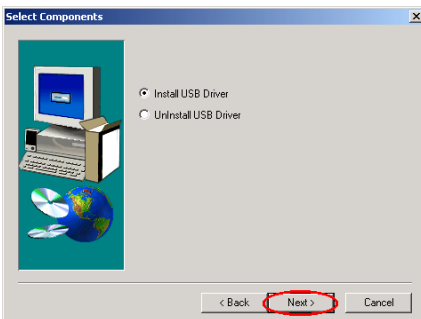 Select Components
Install USB Driver
UnInstall USB Driver
< Back
Next >
Cancel